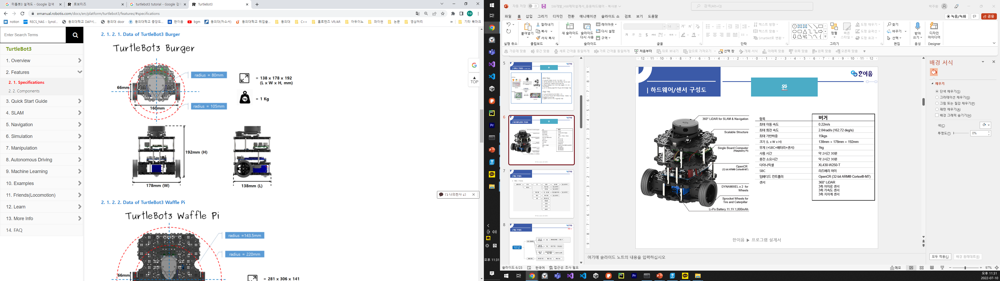 터틀봇3 설계도 - Google 검색
로보티즈
turtlebot3 tutorial - Google 검색
TurtleBot3
emanual.robotis.com/docs/en/platform/turtlebot3/features/#specifications
notion
RECS_NAS - Synol...
동의대학교 DAP시...
동의대 door
동의대학교 중앙도...
한이음
bgm
동의대(자소서)
동의대학교 취업술...
동의대
C++
홀로렌즈 VR/AR
아두이노
파이썬
논문
영상처리
기타 북마크
Enter Search Terms
TurtleBot3
1. Overview
2. Features
2. 1. Specifications
2. 2. Components
3. Quick Start Guide
4. SLAM
5. Navigation
6. Simulation
7. Manipulation
8. Autonomous Driving
9. Machine Learning
10. Examples
11. Friends(Locomotion)
12. Learn
13. More Info
14. FAQ
2. 1. 2. 1. Data of TurtleBot3 Burger
TurtleBot3 Burger
radius = 80mm
66mm
160mm
radius = 105mm
= 138 x 178 x 192
(L x W x H, mm)
kg
= 1 Kg
192mm (H)
178mm (W)
138mm (L)
2. 1. 2. 2. Data of TurtleBot3 Waffle Pi
TurtleBot3 Waffle Pi
radius =143.5mm
radius = 220mm
66mm
= 281 x 306 x 141
TOP
나의전사
오후 11:31
자동 저장
SW개발_HW제작설계서_응용하드웨어 - 복사본
검색(Alt+Q)
박주환
파일
홈
삽입
그리기
디자인
전환
애니메이션
슬라이드 쇼
검토
보기
도움말
녹음/녹화
공유
실행 취소
붙여넣기
잘라내기
복사
서식 복사
클립보드
새 슬라이드
슬라이드 다시 사용
레이아웃
다시 설정
구역
슬라이드
14
글꼴
텍스트 방향
텍스트 맞춤
SmartArt로 변환
단락
정렬
빠른 스타일
도형 채우기
도형 윤곽선
도형 효과
그리기
찾기
바꾸기
선택
편집
받아쓰기
음성
디자인 아이디어
Designer
가운데 맞춤
중간 맞춤
세로 간격을 동일하게
가로 간격을 동일하게
처음부터
뒤로 보내기
앞으로 가져오기
선택 창
개체 서식
아래쪽 맞춤
위쪽 맞춤
왼쪽 맞춤
오른쪽 맞춤
5
unity
6
7
8
| 하드웨어/센서 구성도
완
한이음
360° LiDAR for SLAM & Navigation
Scalable Structure
Single Board Computer
(Raspberry Pi)
OpenCR
(32-bit ARM® Cortex®-M7)
DYNAMIXEL x 2 for
Wheels
Sprocket Wheels for
Tire and Caterpillar
Li-Po Battery 11.1V 1,800mAh
항목 버거
최대 이동 속도 0.22m/s
최대 회전 속도 2.84rad/s (162.72 deg/s)
최대 가반하중 15kgs
크기 (L x W x H) 138mm × 178mm × 192mm
무게 (+SBC+배터리+센서) 1kg
사용 시간 약 2시간 30분
충전 소요시간 약 2시간 30분
다이나믹셀 XL430-W250-T
SBC 라즈베리 파이
임베디드 컨트롤러 OpenCR (32-bit ARM® Cortex®-M7)
센서 360° LiDAR
3축 자이로 센서
3축 가속도 센서
3축 지자계 센서
한이음 ▶ 프로그램 설계서
여기에 슬라이드 노트의 내용을 입력하십시오
배경 서식
채우기
단색 채우기(S)
그라데이션 채우기(G)
그림 또는 질감 채우기(P)
패턴 채우기(A)
배경 그래픽 숨기기(H)
색(C)
투명도(T)
0%
모두 적용(L)
배경 원래대로(B)
슬라이드 6/23
한국어
접근성: 조사 필요
메모
97%
오후 11:31
2022-07-10